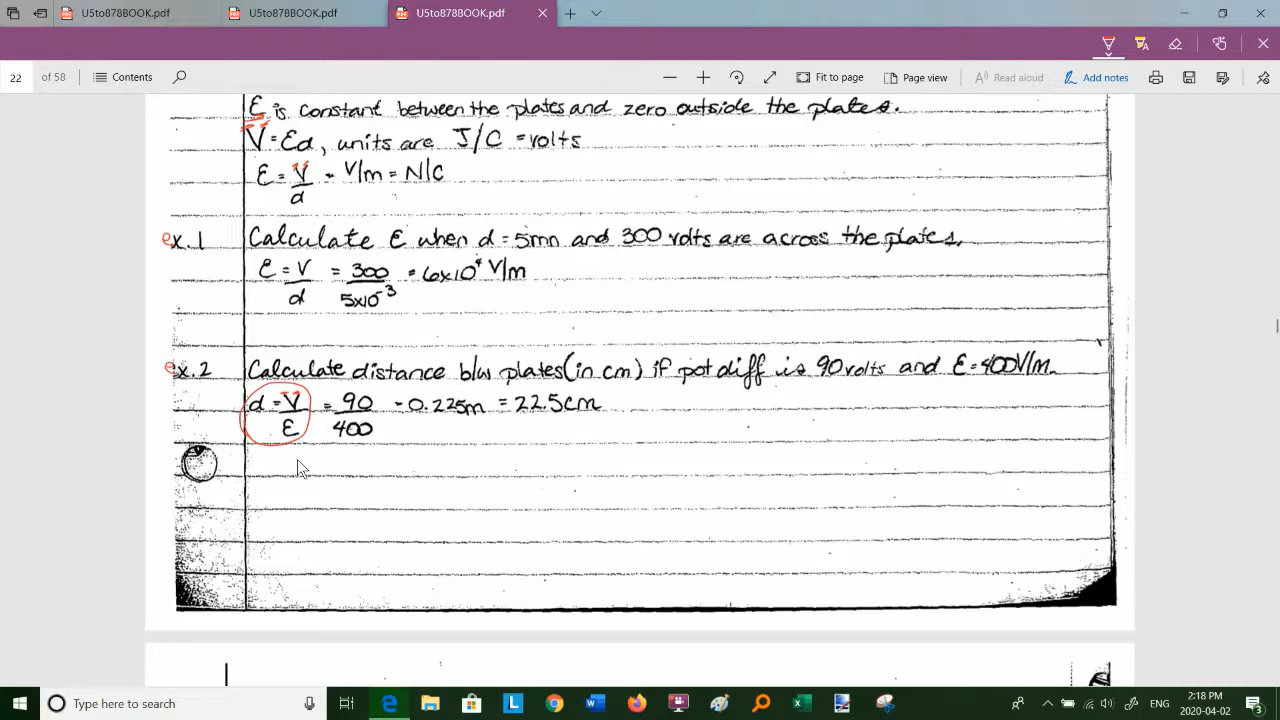 U5to878BOOK.pdf U5to878BOOK.pdf U5to878BOOK.pdf
22 of 58 Contents Fit to page Page view Read aloud Add notes
ε is constant between the plates and zero outside the plates.
V = εd, units are J/C = volts
ε = V/d = V/m = N/C
ex.1 Calculate ε when d = 5mm and 300 volts are across the plates.
ε = V/d = 300/5x10⁻³ = 6x10⁴ V/m
ex.2 Calculate distance b/w plates (in cm) if pot diff is 90 volts and ε = 400V/m.
d = V/ε = 90/400 = 0.225m = 22.5cm
Type here to search
ENG 2:18 PM
2020-04-02
3